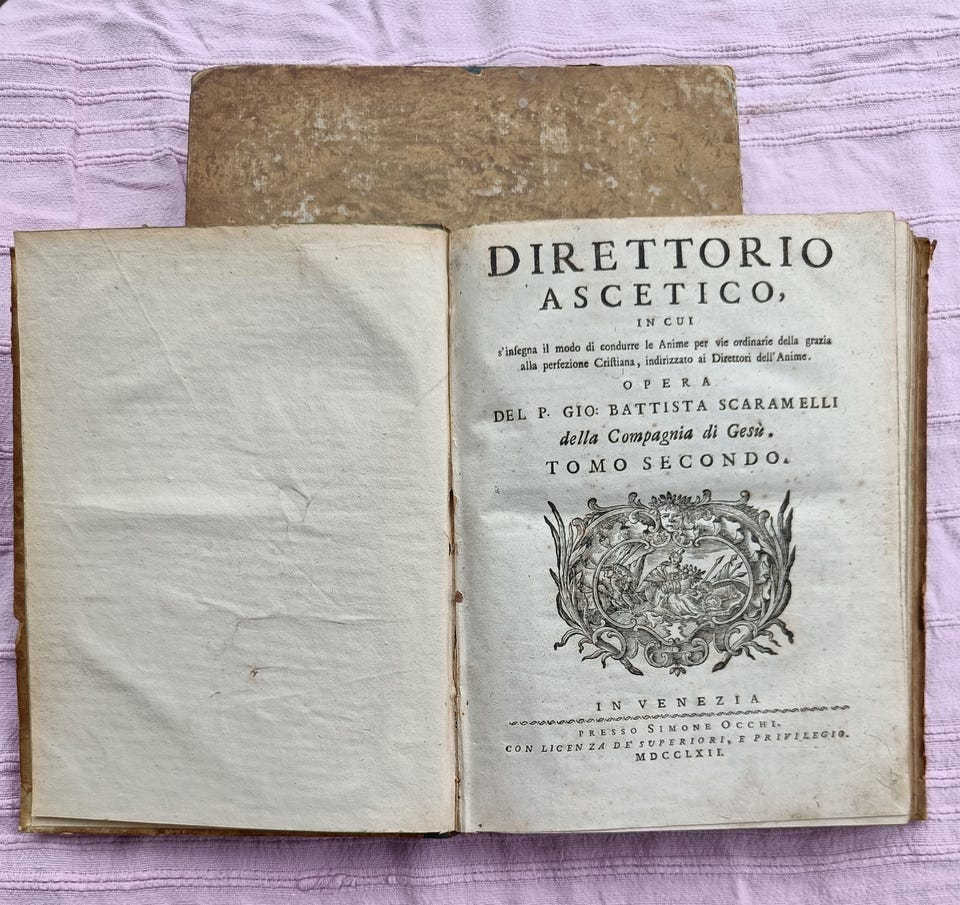 DIRETTORIO
ASCETICO,
IN CUI
s'insegna il modo di condurre le Anime per vie ordinarie della grazia
alla perfezione Cristiana, indirizzato ai Direttori dell'Anime.
OPERA
DEL P. GIO: BATTISTA SCARAMELLI
della Compagnia di Gesù.
TOMO SECONDO.
IN VENEZIA
PRESSO SIMONE OCCHI.
CON LICENZA DE' SUPERIORI, E PRIVILEGIO.
MDCCLXII.